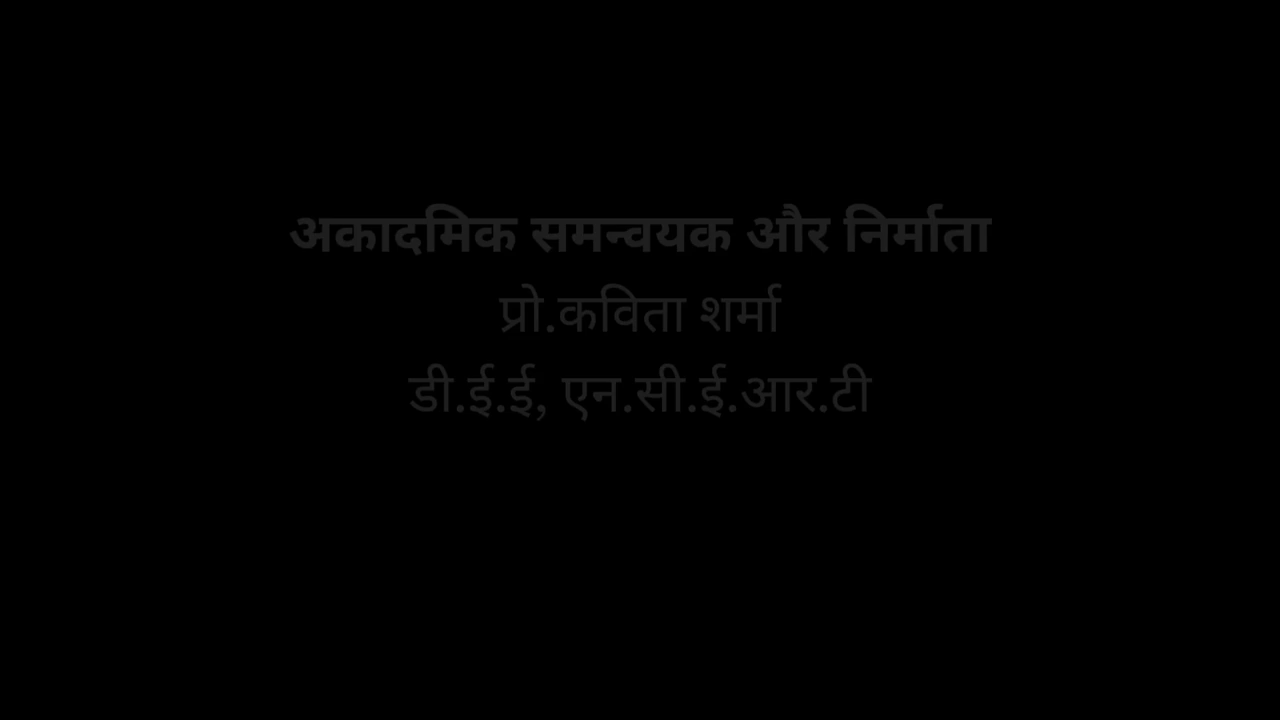 अकादमिक समन्वयक और निर्माता
प्रो.कविता शर्मा
डी.ई.ई, एन.सी.ई.आर.टी